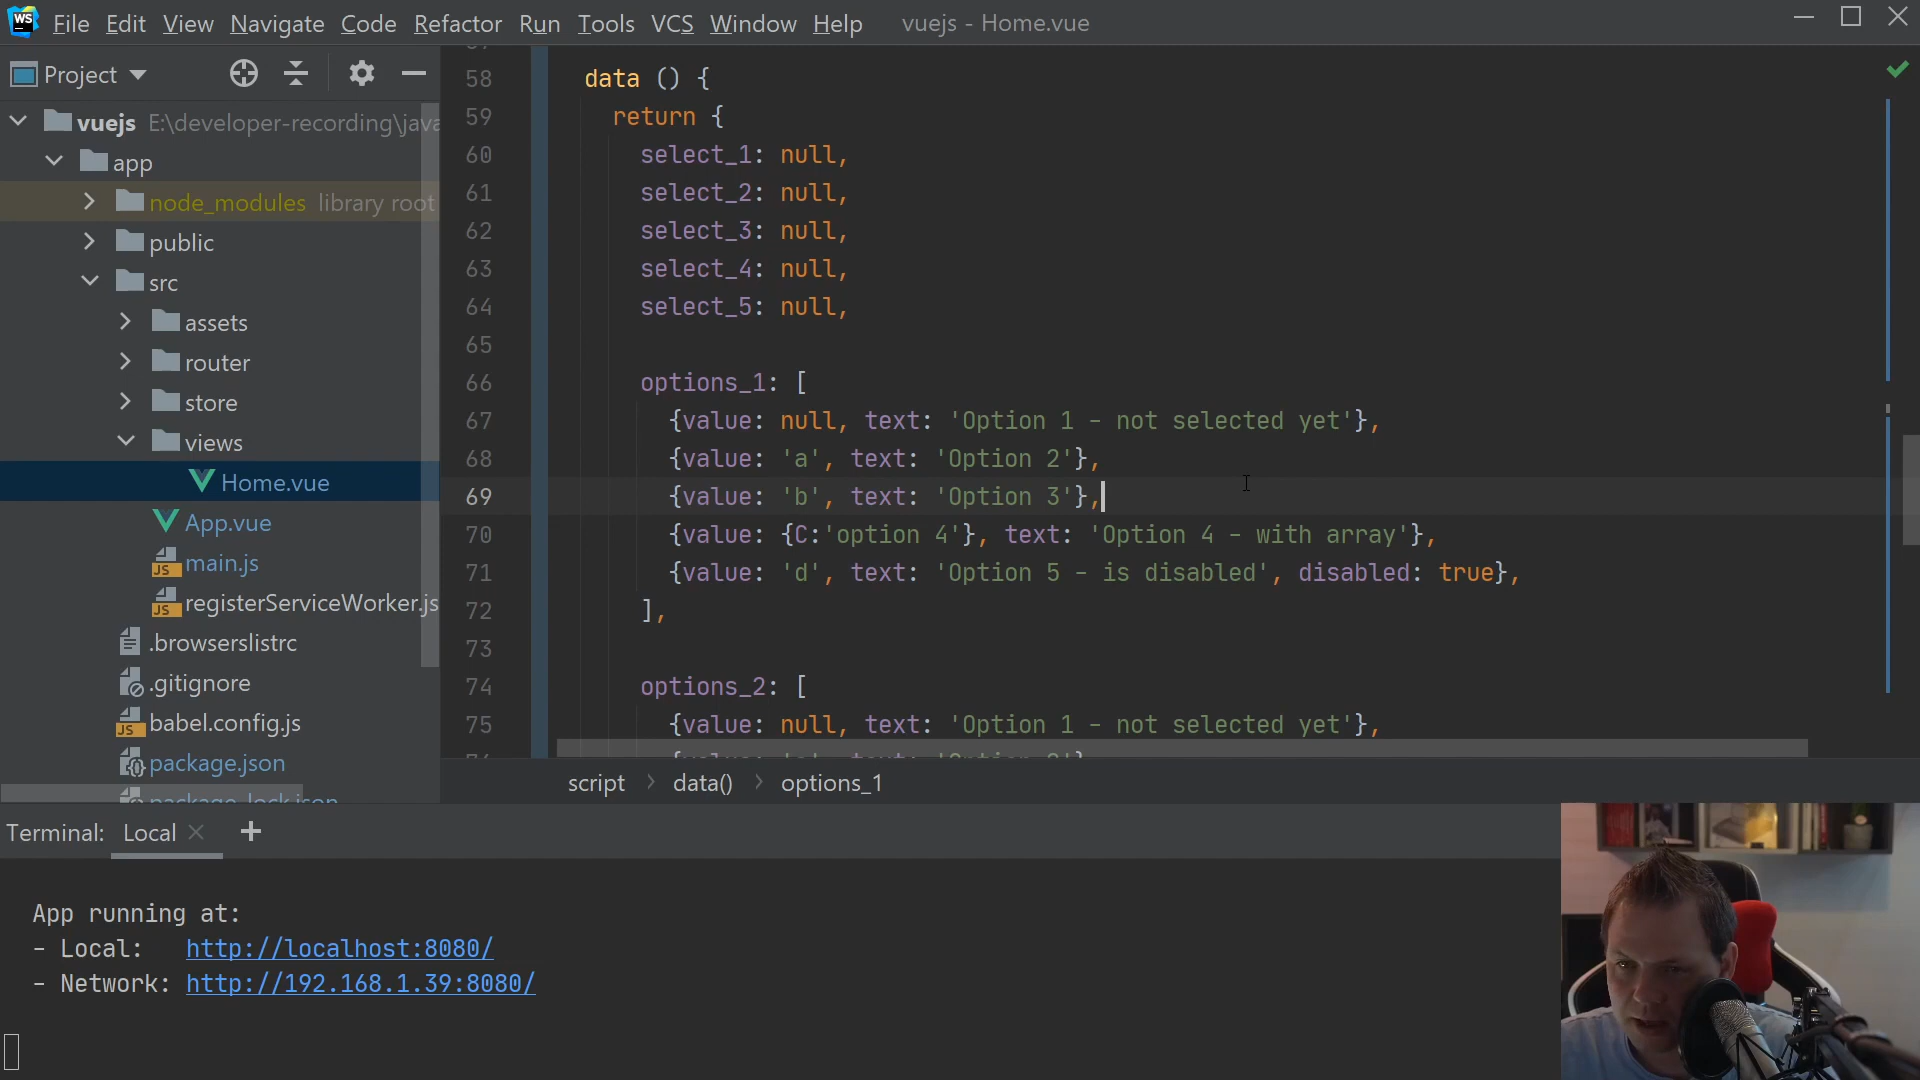 WS File Edit View Navigate Code Refactor Run Tools VCS Window Help vuejs - Home.vue
Project
vuejs E:\developer-recording\java
app
node_modules library root
public
src
assets
router
store
views
Home.vue
App.vue
JS main.js
JS registerServiceWorker.js
.browserslistrc
.gitignore
JS babel.config.js
package.json
package-lock.json
58 data () {
59 return {
60 select_1: null,
61 select_2: null,
62 select_3: null,
63 select_4: null,
64 select_5: null,
65
66 options_1: [
67 {value: null, text: 'Option 1 - not selected yet'},
68 {value: 'a', text: 'Option 2'},
69 {value: 'b', text: 'Option 3'},
70 {value: {C:'option 4'}, text: 'Option 4 - with array'},
71 {value: 'd', text: 'Option 5 - is disabled', disabled: true},
72 ],
73
74 options_2: [
75 {value: null, text: 'Option 1 - not selected yet'},
script > data() > options_1
Terminal: Local × +
App running at:
- Local: http://localhost:8080/
- Network: http://192.168.1.39:8080/